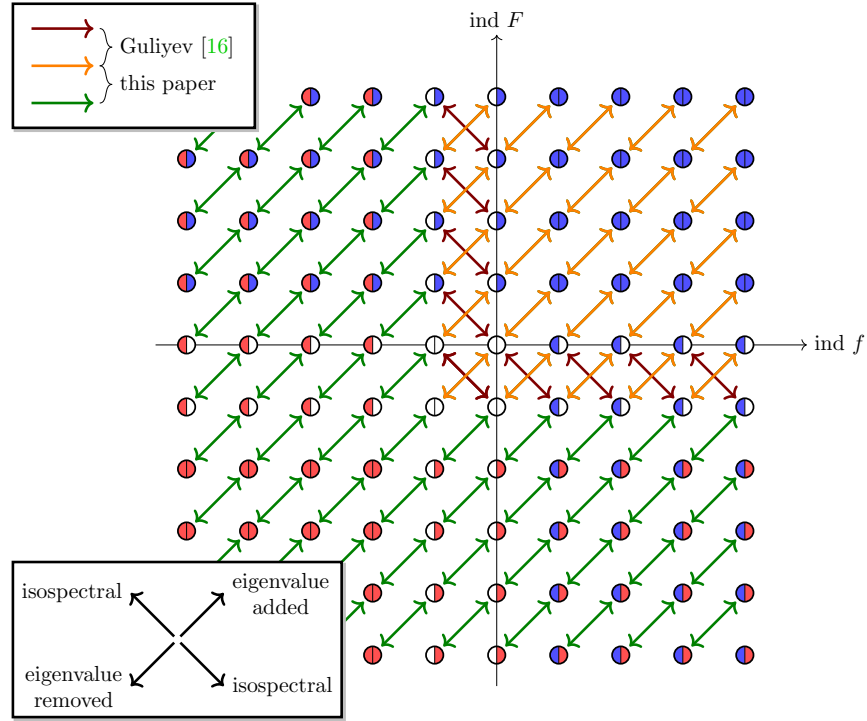 ind F
Guliyev [16]
this paper
ind f
isospectral
eigenvalue
added
eigenvalue
removed
isospectral